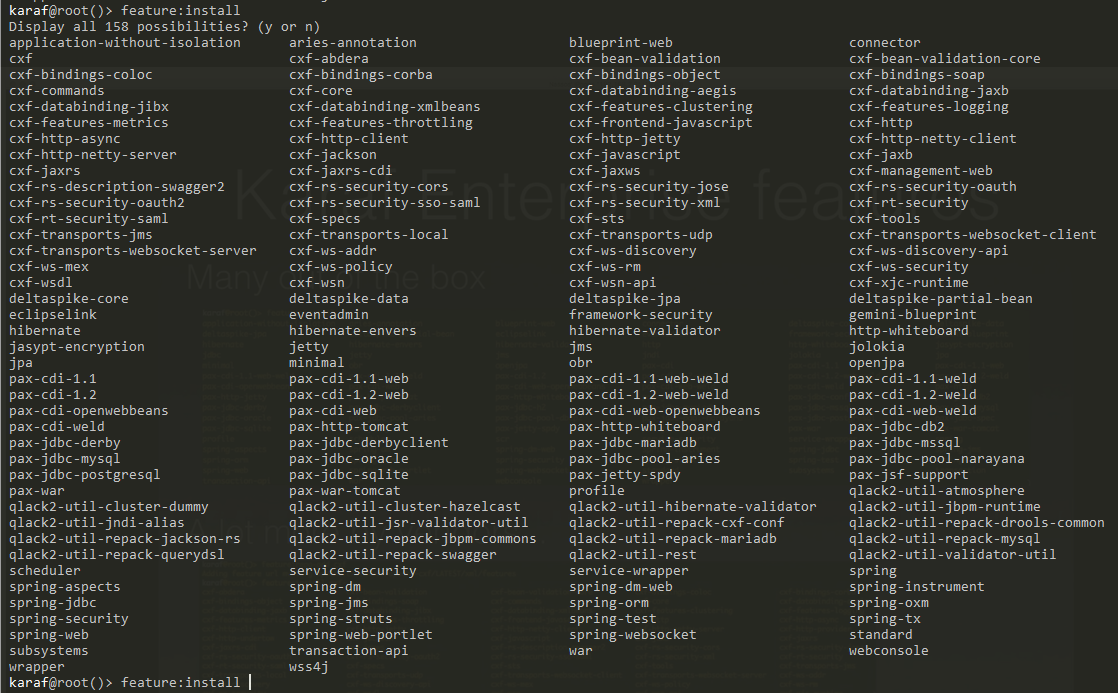 karaf@root()> feature:install
Display all 158 possibilities? (y or n)
application-without-isolation aries-annotation blueprint-web connector
cxf cxf-abdera cxf-bean-validation cxf-bean-validation-core
cxf-bindings-coloc cxf-bindings-corba cxf-bindings-object cxf-bindings-soap
cxf-commands cxf-core cxf-databinding-aegis cxf-databinding-jaxb
cxf-databinding-jibx cxf-databinding-xmlbeans cxf-features-clustering cxf-features-logging
cxf-features-metrics cxf-features-throttling cxf-frontend-javascript cxf-http
cxf-http-async cxf-http-client cxf-http-jetty cxf-http-netty-client
cxf-http-netty-server cxf-jackson cxf-javascript cxf-jaxb
cxf-jaxrs cxf-jaxrs-cdi cxf-jaxws cxf-management-web
cxf-rs-description-swagger2 cxf-rs-security-cors cxf-rs-security-jose cxf-rs-security-oauth
cxf-rs-security-oauth2 cxf-rs-security-sso-saml cxf-rs-security-xml cxf-rt-security
cxf-rt-security-saml cxf-specs cxf-sts cxf-tools
cxf-transports-jms cxf-transports-local cxf-transports-udp cxf-transports-websocket-client
cxf-transports-websocket-server cxf-ws-addr cxf-ws-discovery cxf-ws-discovery-api
cxf-ws-mex cxf-ws-policy cxf-ws-rm cxf-ws-security
cxf-wsdl cxf-wsn cxf-wsn-api cxf-xjc-runtime
deltaspike-core deltaspike-data deltaspike-jpa deltaspike-partial-bean
eclipselink eventadmin framework-security gemini-blueprint
hibernate hibernate-envers hibernate-validator http-whiteboard
jasypt-encryption jetty jms jolokia
jpa minimal obr openjpa
pax-cdi-1.1 pax-cdi-1.1-web pax-cdi-1.1-web-weld pax-cdi-1.1-weld
pax-cdi-1.2 pax-cdi-1.2-web pax-cdi-1.2-web-weld pax-cdi-1.2-weld
pax-cdi-openwebbeans pax-cdi-web pax-cdi-web-openwebbeans pax-cdi-web-weld
pax-cdi-weld pax-http-tomcat pax-http-whiteboard pax-jdbc-db2
pax-jdbc-derby pax-jdbc-derbyclient pax-jdbc-mariadb pax-jdbc-mssql
pax-jdbc-mysql pax-jdbc-oracle pax-jdbc-pool-aries pax-jdbc-pool-narayana
pax-jdbc-postgresql pax-jdbc-sqlite pax-jetty-spdy pax-jsf-support
pax-war pax-war-tomcat profile qlack2-util-atmosphere
qlack2-util-cluster-dummy qlack2-util-cluster-hazelcast qlack2-util-hibernate-validator qlack2-util-jbpm-runtime
qlack2-util-jndi-alias qlack2-util-jsr-validator-util qlack2-util-repack-cxf-conf qlack2-util-repack-drools-common
qlack2-util-repack-jackson-rs qlack2-util-repack-jbpm-commons qlack2-util-repack-mariadb qlack2-util-repack-mysql
qlack2-util-repack-querydsl qlack2-util-repack-swagger qlack2-util-rest qlack2-util-validator-util
scheduler service-security service-wrapper spring
spring-aspects spring-dm spring-dm-web spring-instrument
spring-jdbc spring-jms spring-orm spring-oxm
spring-security spring-struts spring-test spring-tx
spring-web spring-web-portlet spring-websocket standard
subsystems transaction-api war webconsole
wrapper wss4j
karaf@root()> feature:install